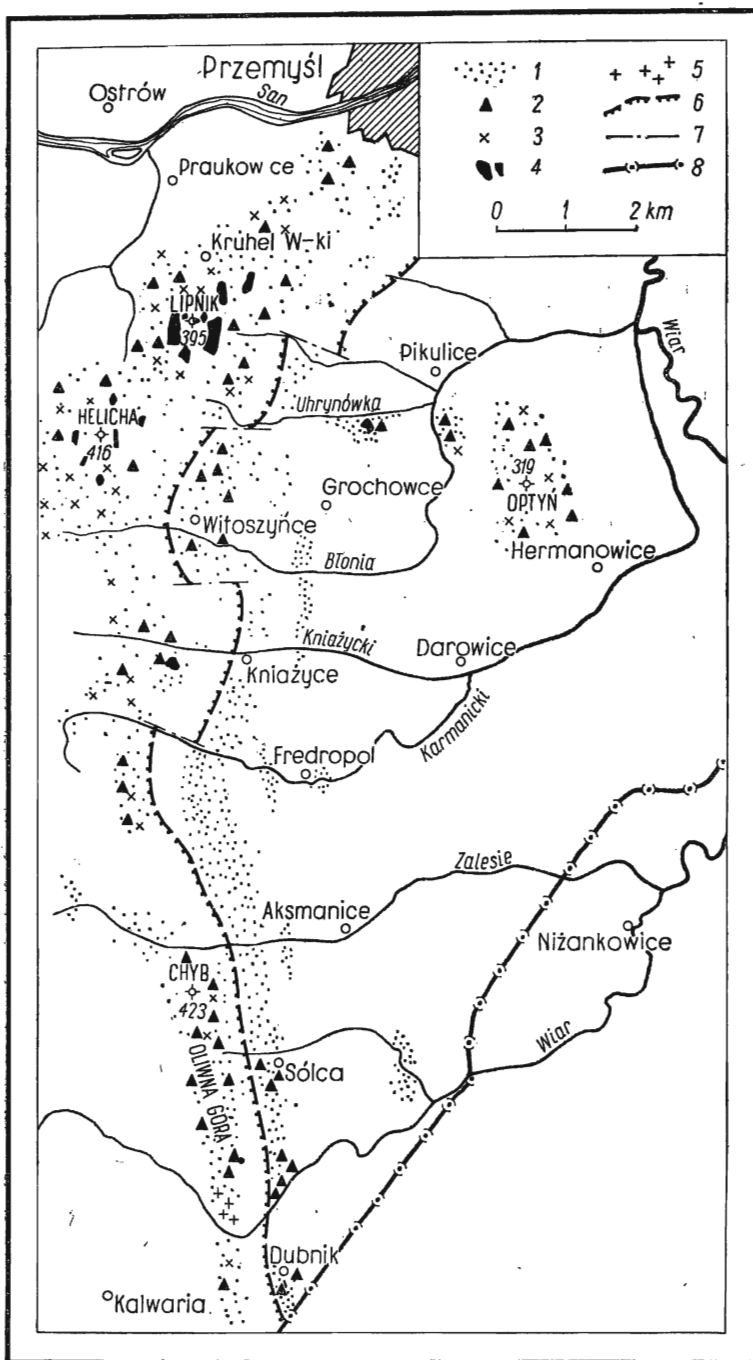 Przemyśl
San
Ostrów
Praukowce
Kruhel W-ki
LIPNIK
395
HELICHA
416
Pikulice
Uhrynówka
319
OPTYŃ
Grochowce
Witoszyńce
Hermanowice
Błonia
Kniażycki
Kniażyce
Darowice
Karmanicki
Fredropol
Zalesie
Aksmanice
Niżankowice
CHYB
423
OLIWNA GÓRA
Sólca
Wiar
Dubnik
Kalwaria
Wiar
1
2
3
4
5
6
7
8
0 1 2 km